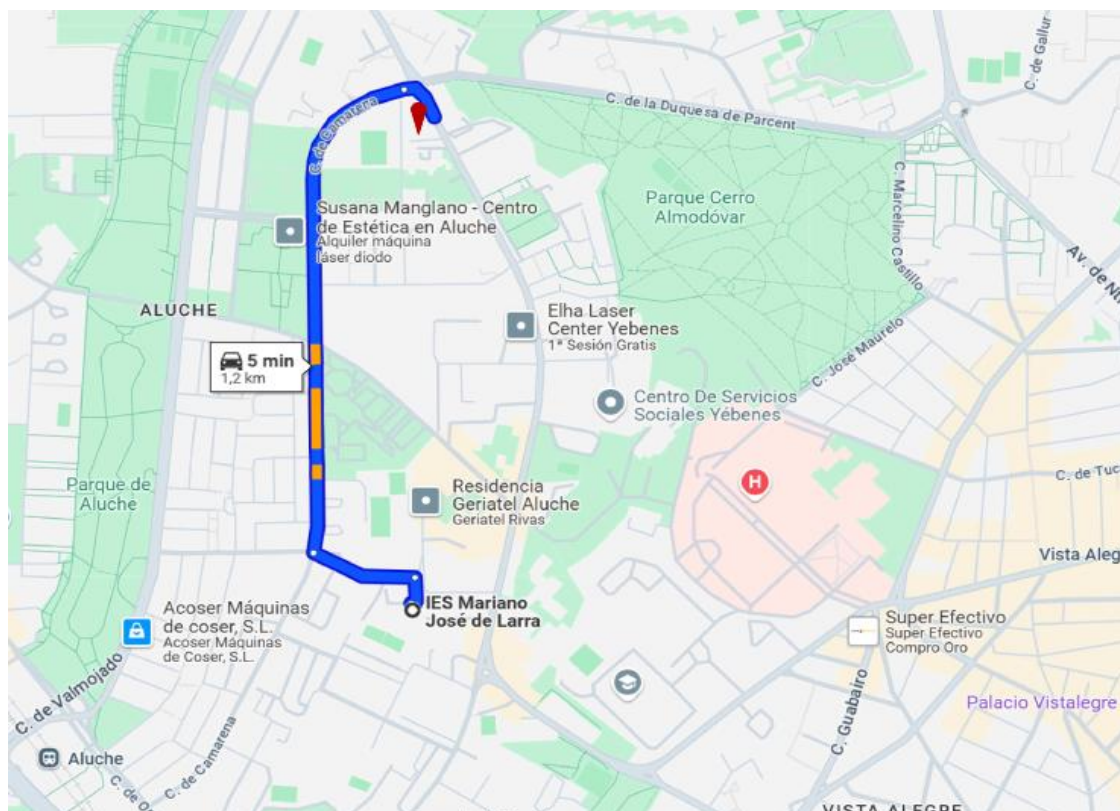 C. de Gallur
C. de la Duquesa de Parcent
C. de Camarena
Parque Cerro
Almodóvar
C. Marcelino Castillo
Susana Manglano - Centro
de Estética en Aluche
Alquiler máquina
láser diodo
Av. de
ALUCHE
Elha Laser
Center Yebenes
1ª Sesión Gratis
C. José Maurelo
5 min
1,2 km
Centro De Servicios
Sociales Yébenes
H
C. de Tuc
Parque de
Aluche
Residencia
Geriatel Aluche
Geriatel Rivas
Vista Aleg
IES Mariano
José de Larra
Acoser Máquinas
de coser, S.L.
Acoser Máquinas
de Coser, S.L.
Super Efectivo
Super Efectivo
Compro Oro
C. de Valmojado
C. Guabairo
Palacio Vistalegre
Aluche
C. de Camarena
C. de
VISTA ALEGRE